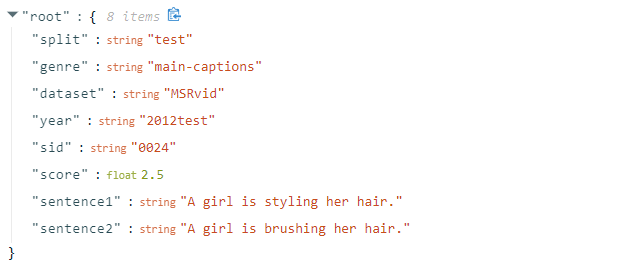 "root" : { 8 items
"split" : string "test"
"genre" : string "main-captions"
"dataset" : string "MSRvid"
"year" : string "2012test"
"sid" : string "0024"
"score" : float 2.5
"sentence1" : string "A girl is styling her hair."
"sentence2" : string "A girl is brushing her hair."
}